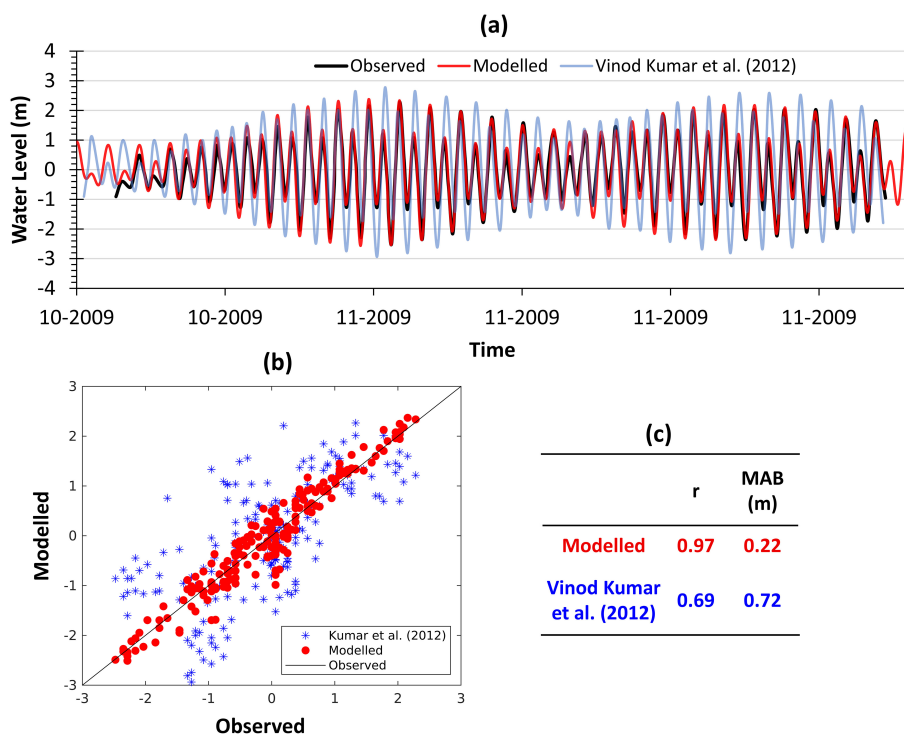 (a)
Observed Modelled Vinod Kumar et al. (2012)
4
3
2
1
0
-1
-2
-3
-4
Water Level (m)
10-2009 10-2009 11-2009 11-2009 11-2009 11-2009
Time
(b)
3
2
1
0
-1
-2
-3
Modelled
Kumar et al. (2012)
Modelled
Observed
-3 -2 -1 0 1 2 3
Observed
(c)
r MAB
(m)
Modelled 0.97 0.22
Vinod Kumar
et al. (2012) 0.69 0.72